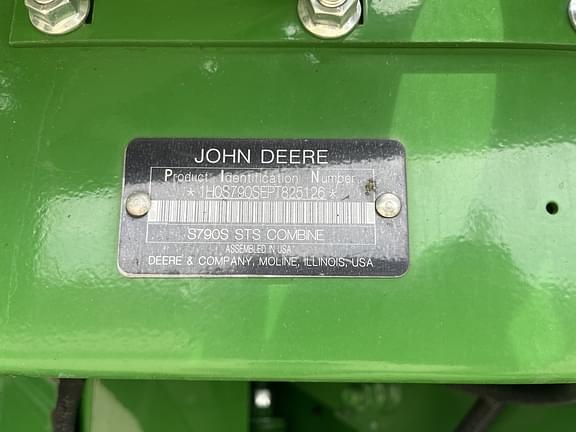 JOHN DEERE
Product Identification Number
*1H0S790SEPT825126*
S790S STS COMBINE
ASSEMBLED IN USA
DEERE & COMPANY, MOLINE, ILLINOIS, USA